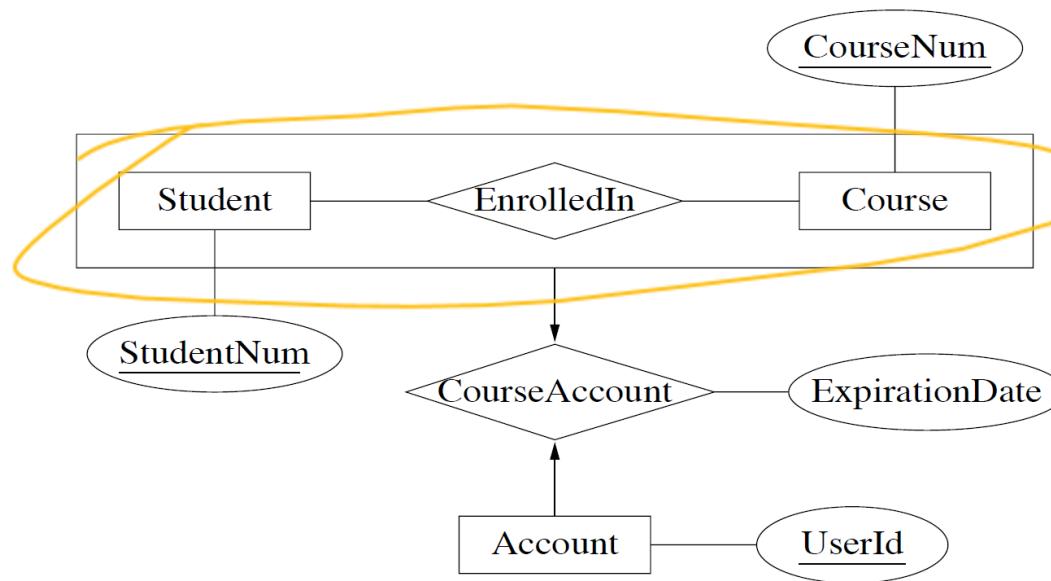 CourseNum
Student
EnrolledIn
Course
StudentNum
CourseAccount
ExpirationDate
Account
UserId